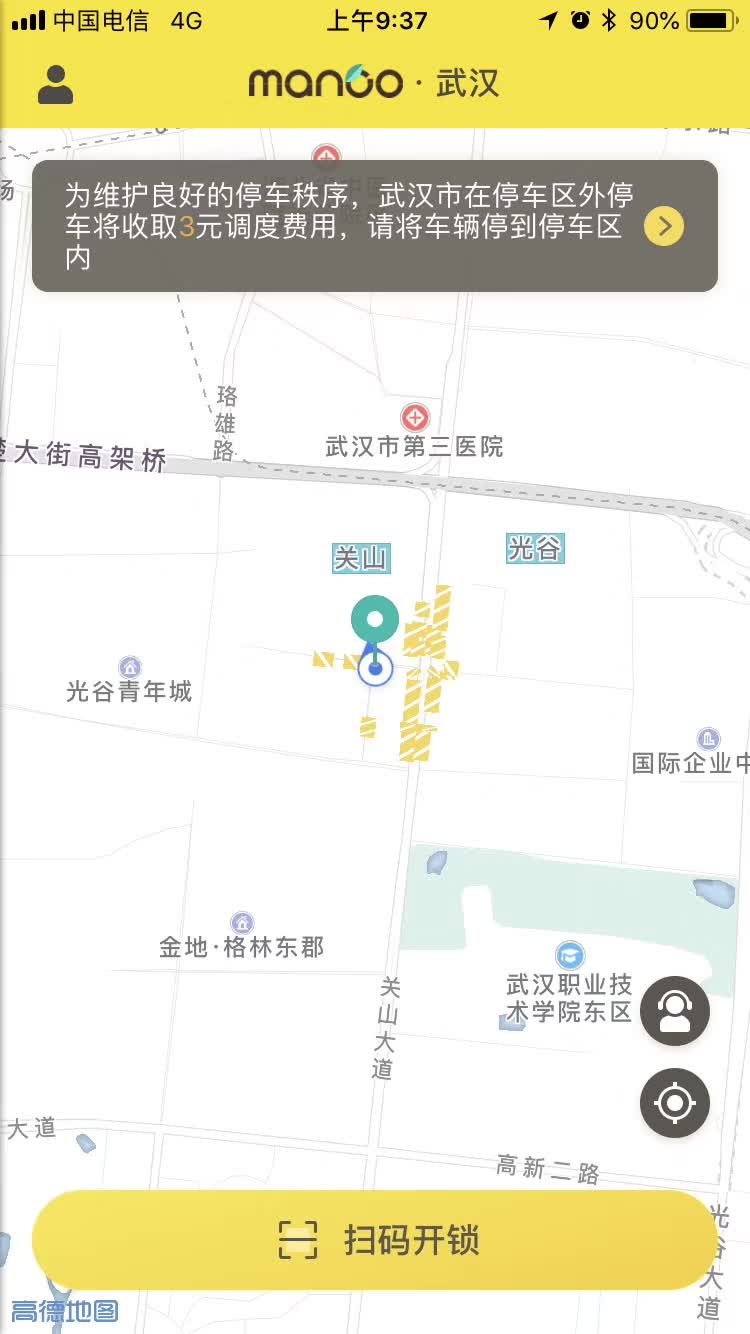 中国电信 4G 上午9:37 90%
mango · 武汉
为维护良好的停车秩序，武汉市在停车区外停
车将收取3元调度费用，请将车辆停到停车区
内
珞雄路
武汉市第三医院
大街高架桥
关山
光谷
光谷青年城
国际企业中
金地·格林东郡
武汉职业技
术学院东区
关山大道
大道
高新二路
光谷大道
扫码开锁
高德地图